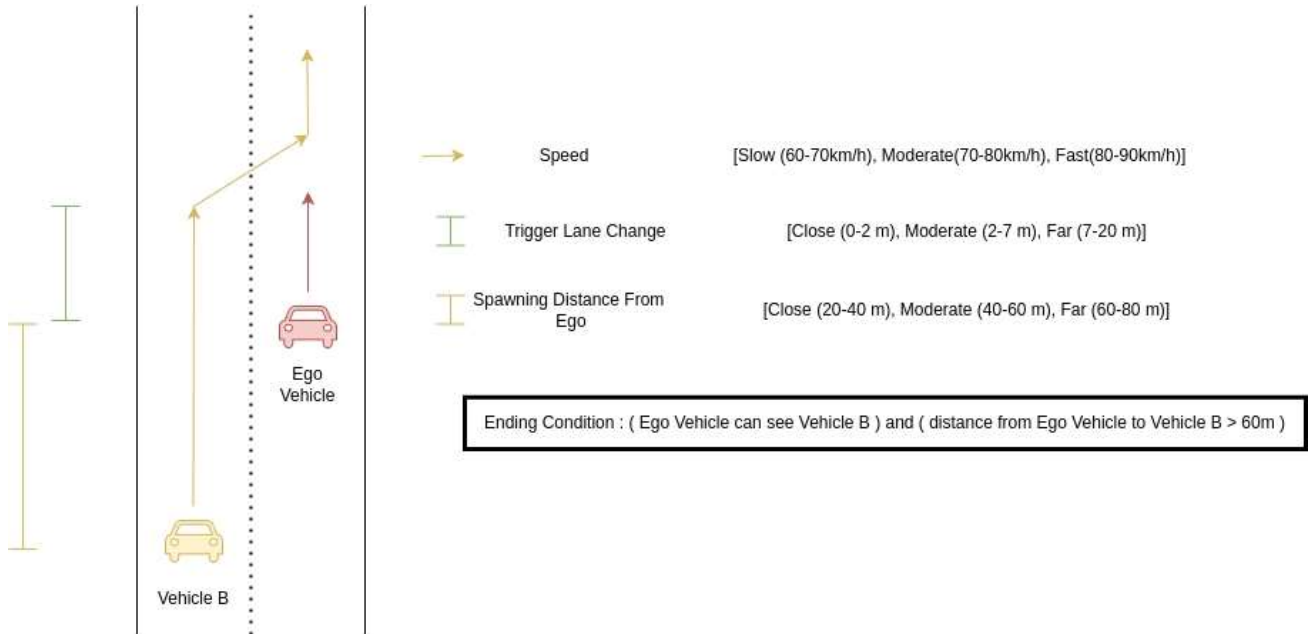 Speed [Slow (60-70km/h), Moderate(70-80km/h), Fast(80-90km/h)]
Trigger Lane Change [Close (0-2 m), Moderate (2-7 m), Far (7-20 m)]
Spawning Distance From
Ego
[Close (20-40 m), Moderate (40-60 m), Far (60-80 m)]
Ego
Vehicle
Ending Condition : ( Ego Vehicle can see Vehicle B ) and ( distance from Ego Vehicle to Vehicle B > 60m )
Vehicle B